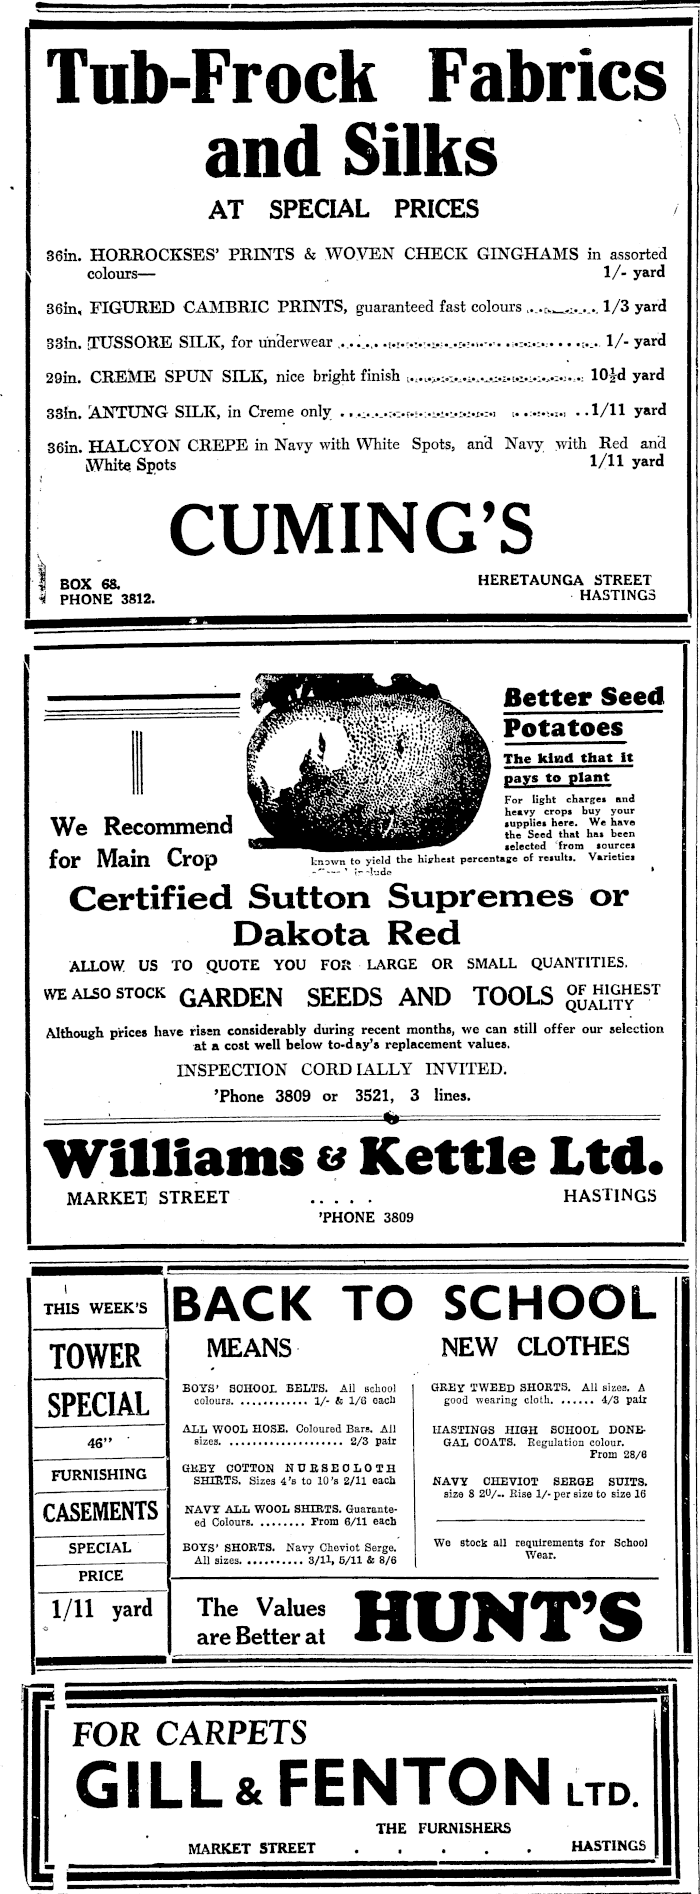 Tub-Frock Fabrics
and Silks
AT SPECIAL PRICES
36in. HORROCKSES' PRINTS & WOVEN CHECK GINGHAMS in assorted
colours— 1/- yard
36in. FIGURED CAMBRIC PRINTS, guaranteed fast colours ........ 1/3 yard
33in. TUSSORE SILK, for underwear ........ 1/- yard
29in. CREME SPUN SILK, nice bright finish ........ 10½d yard
33in. ANTUNG SILK, in Creme only ........ 1/11 yard
36in. HALCYON CREPE in Navy with White Spots, and Navy with Red and
White Spots 1/11 yard
CUMING'S
BOX 68. HERETAUNGA STREET
PHONE 3812. HASTINGS
Better Seed
Potatoes
The kind that it
pays to plant
For light charges and
heavy crops buy your
supplies here. We have
the Seed that has been
selected from sources
known to yield the highest percentage of results. Varieties
include
We Recommend
for Main Crop
Certified Sutton Supremes or
Dakota Red
ALLOW US TO QUOTE YOU FOR LARGE OR SMALL QUANTITIES.
WE ALSO STOCK GARDEN SEEDS AND TOOLS OF HIGHEST
QUALITY
Although prices have risen considerably during recent months, we can still offer our selection
at a cost well below to-day's replacement values.
INSPECTION CORDIALLY INVITED.
'Phone 3809 or 3521, 3 lines.
Williams & Kettle Ltd.
MARKET STREET . . . . HASTINGS
'PHONE 3809
THIS WEEK'S
TOWER
SPECIAL
46"
FURNISHING
CASEMENTS
SPECIAL
PRICE
1/11 yard
BACK TO SCHOOL
MEANS NEW CLOTHES
BOYS' SCHOOL BELTS. All school
colours. ............ 1/- & 1/6 each
ALL WOOL HOSE. Coloured Bars. All
sizes. .................... 2/3 pair
GREY COTTON NURSECLOTH
SHIRTS. Sizes 4's to 10's 2/11 each
NAVY ALL WOOL SHIRTS. Guarante-
ed Colours. ........ From 6/11 each
BOYS' SHORTS. Navy Cheviot Serge.
All sizes. .......... 3/11, 5/11 & 8/6
GREY TWEED SHORTS. All sizes. A
good wearing cloth. ...... 4/3 pair
HASTINGS HIGH SCHOOL DONE-
GAL COATS. Regulation colour.
From 28/6
NAVY CHEVIOT SERGE SUITS.
size 8 20/-. Rise 1/- per size to size 16
We stock all requirements for School
Wear.
The Values
are Better at HUNT'S
FOR CARPETS
GILL & FENTON LTD.
THE FURNISHERS
MARKET STREET . . . . . HASTINGS